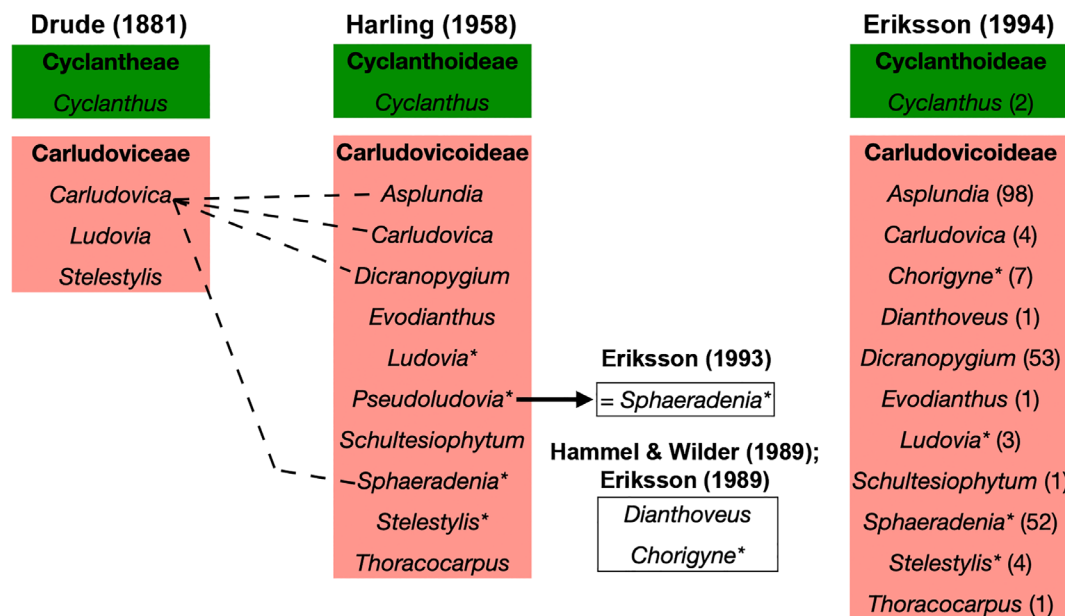 Drude (1881)
Cyclantheae
Cyclanthus
Carludoviceae
Carludovica
Ludovia
Stelestylis
Harling (1958)
Cyclanthoideae
Cyclanthus
Carludovicoideae
Asplundia
Carludovica
Dicranopygium
Evodianthus
Ludovia*
Pseudoludovia*
Schultesiophytum
Sphaeradenia*
Stelestylis*
Thoracocarpus
Eriksson (1993)
= Sphaeradenia*
Hammel & Wilder (1989);
Eriksson (1989)
Dianthoveus
Chorigyne*
Eriksson (1994)
Cyclanthoideae
Cyclanthus (2)
Carludovicoideae
Asplundia (98)
Carludovica (4)
Chorigyne* (7)
Dianthoveus (1)
Dicranopygium (53)
Evodianthus (1)
Ludovia* (3)
Schultesiophytum (1)
Sphaeradenia* (52)
Stelestylis* (4)
Thoracocarpus (1)